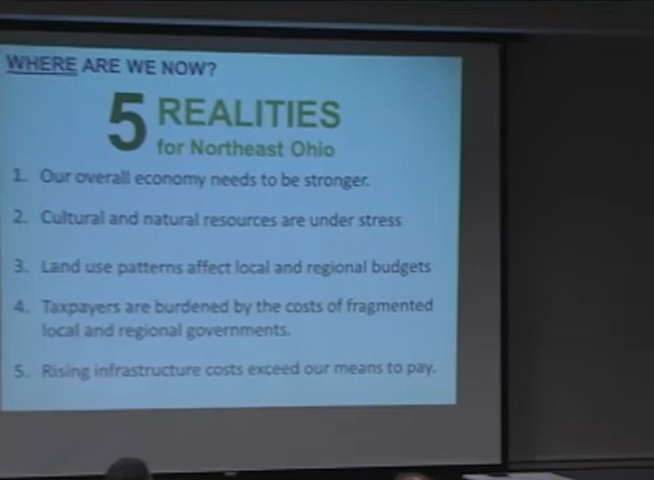 WHERE ARE WE NOW?
5 REALITIES
for Northeast Ohio
1. Our overall economy needs to be stronger.
2. Cultural and natural resources are under stress
3. Land use patterns affect local and regional budgets
4. Taxpayers are burdened by the costs of fragmented
local and regional governments.
5. Rising infrastructure costs exceed our means to pay.